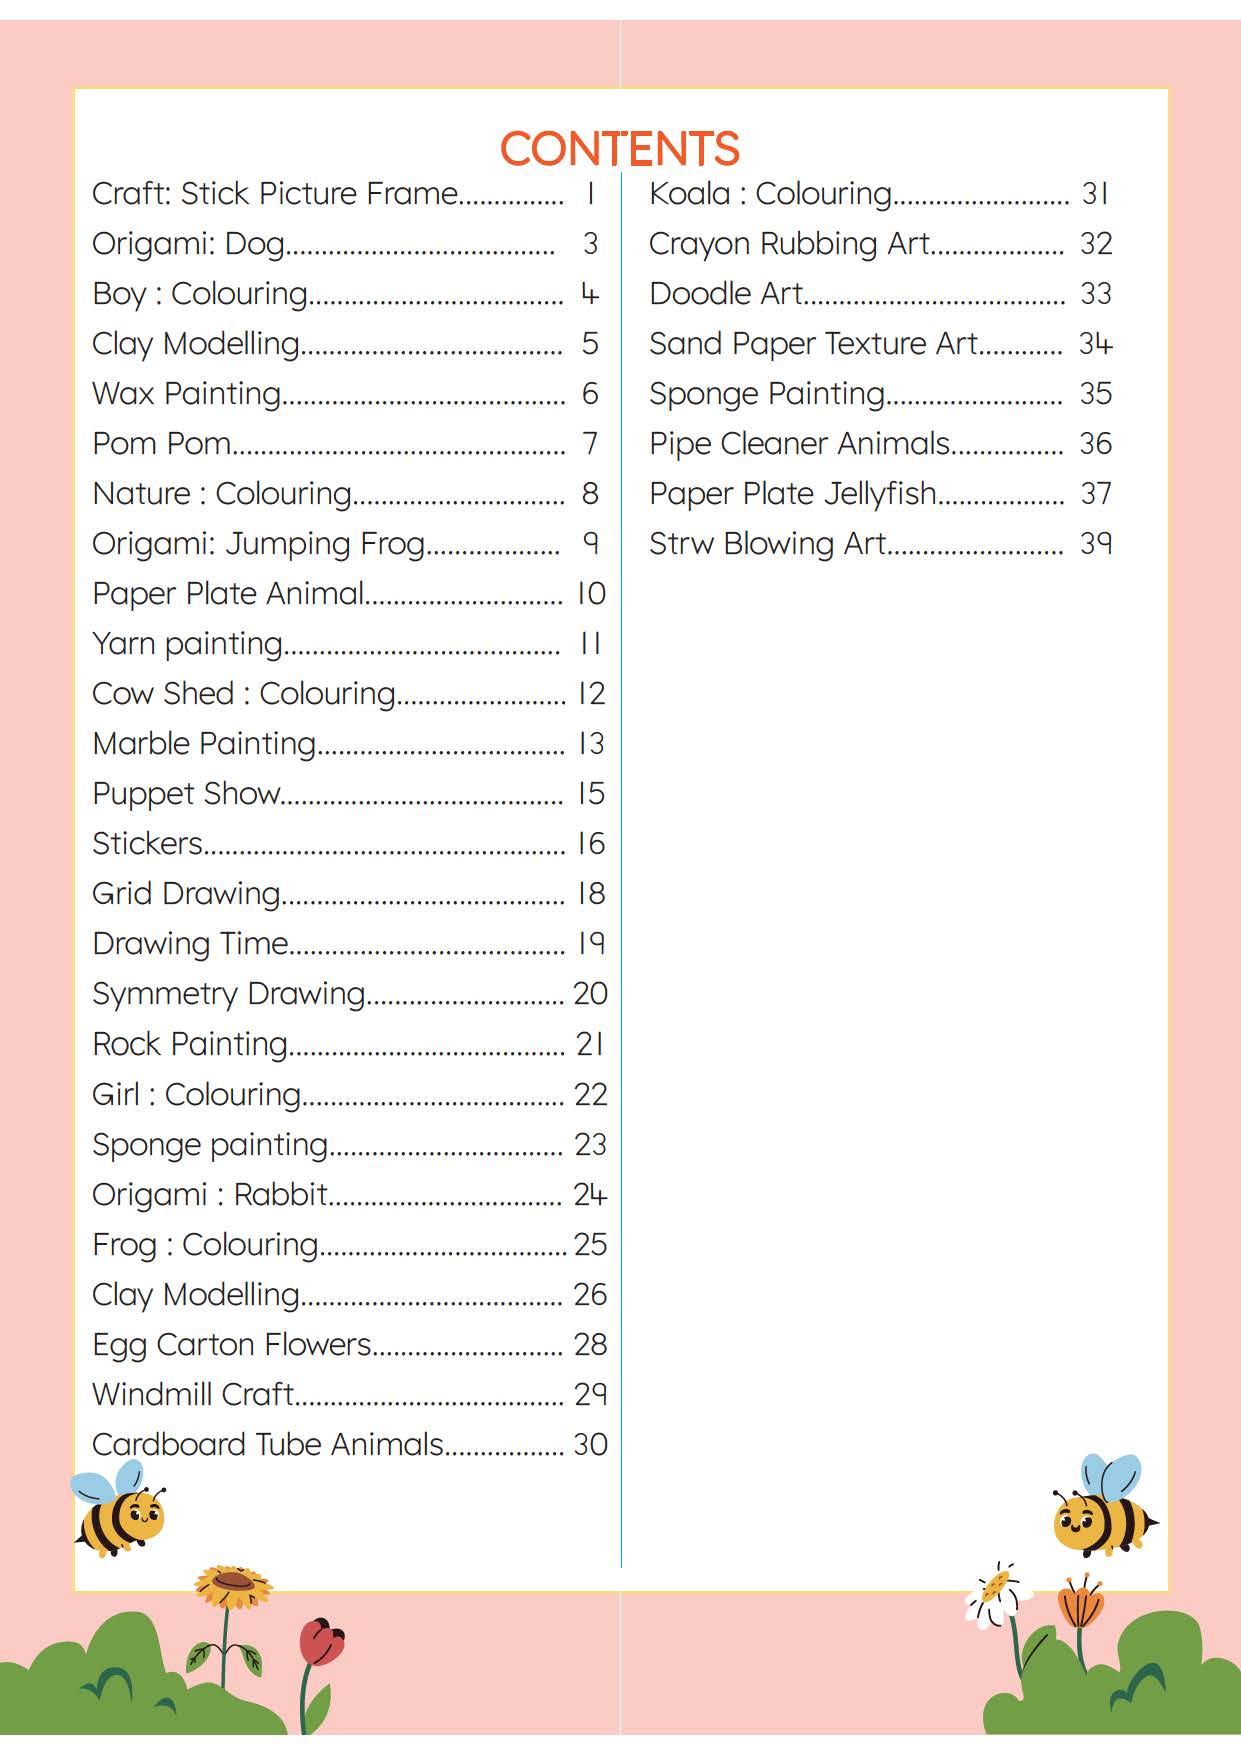 CONTENTS
Craft: Stick Picture Frame............... 1
Origami: Dog...................................... 3
Boy : Colouring.................................... 4
Clay Modelling..................................... 5
Wax Painting........................................ 6
Pom Pom............................................... 7
Nature : Colouring.............................. 8
Origami: Jumping Frog................... 9
Paper Plate Animal............................ 10
Yarn painting....................................... 11
Cow Shed : Colouring........................ 12
Marble Painting................................... 13
Puppet Show........................................ 15
Stickers................................................... 16
Grid Drawing........................................ 18
Drawing Time....................................... 19
Symmetry Drawing............................ 20
Rock Painting....................................... 21
Girl : Colouring..................................... 22
Sponge painting................................. 23
Origami : Rabbit................................. 24
Frog : Colouring................................... 25
Clay Modelling..................................... 26
Egg Carton Flowers........................... 28
Windmill Craft...................................... 29
Cardboard Tube Animals................. 30
Koala : Colouring......................... 31
Crayon Rubbing Art................... 32
Doodle Art..................................... 33
Sand Paper Texture Art............ 34
Sponge Painting......................... 35
Pipe Cleaner Animals................ 36
Paper Plate Jellyfish.................. 37
Strw Blowing Art......................... 39